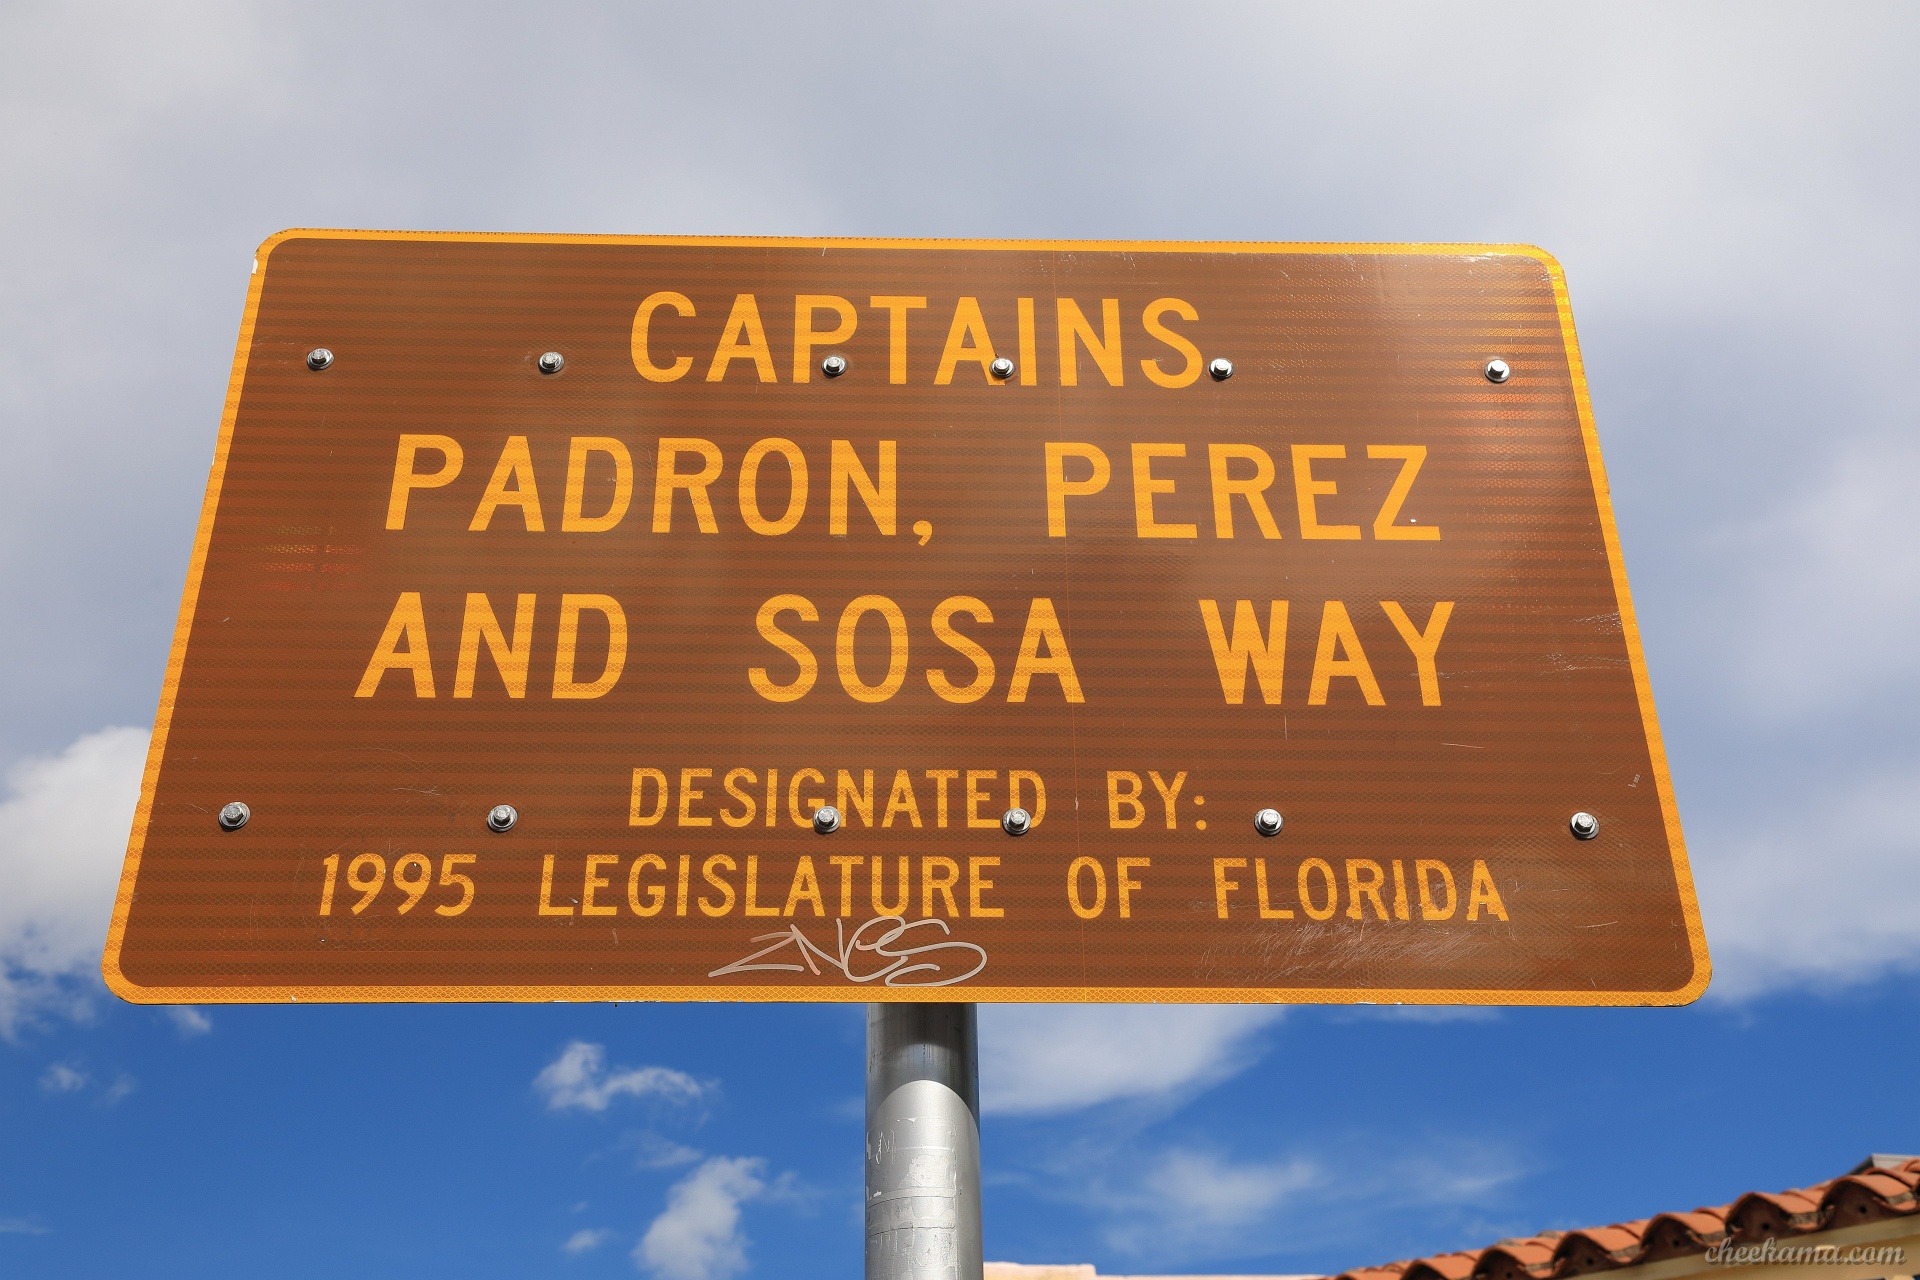 CAPTAINS
PADRON, PEREZ
AND SOSA WAY
DESIGNATED BY:
1995 LEGISLATURE OF FLORIDA
cheekama.com